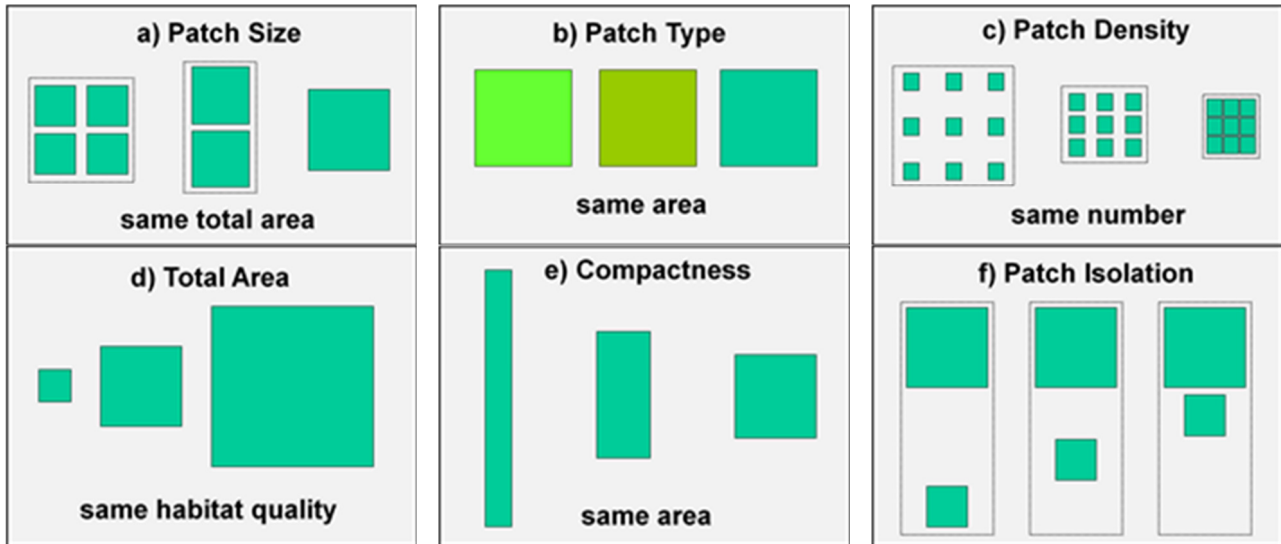 a) Patch Size
same total area
b) Patch Type
same area
c) Patch Density
same number
d) Total Area
same habitat quality
e) Compactness
same area
f) Patch Isolation